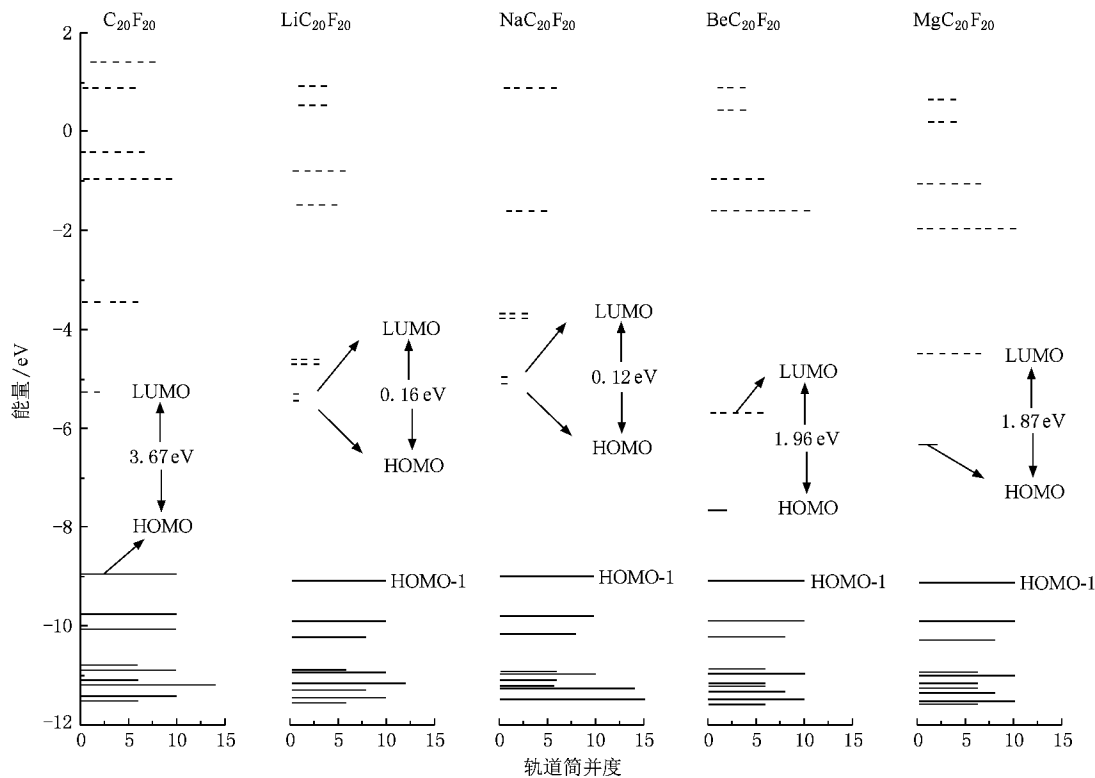 C₂₀F₂₀ LiC₂₀F₂₀ NaC₂₀F₂₀ BeC₂₀F₂₀ MgC₂₀F₂₀
2
0
−2
−4
−6
−8
−10
−12
能量/eV
LUMO
3.67 eV
HOMO
LUMO
0.16 eV
HOMO
HOMO-1
LUMO
0.12 eV
HOMO
HOMO-1
LUMO
1.96 eV
HOMO
HOMO-1
LUMO
1.87 eV
HOMO
HOMO-1
0 5 10 15 0 5 10 15 0 5 10 15 0 5 10 15 0 5 10 15
轨道简并度